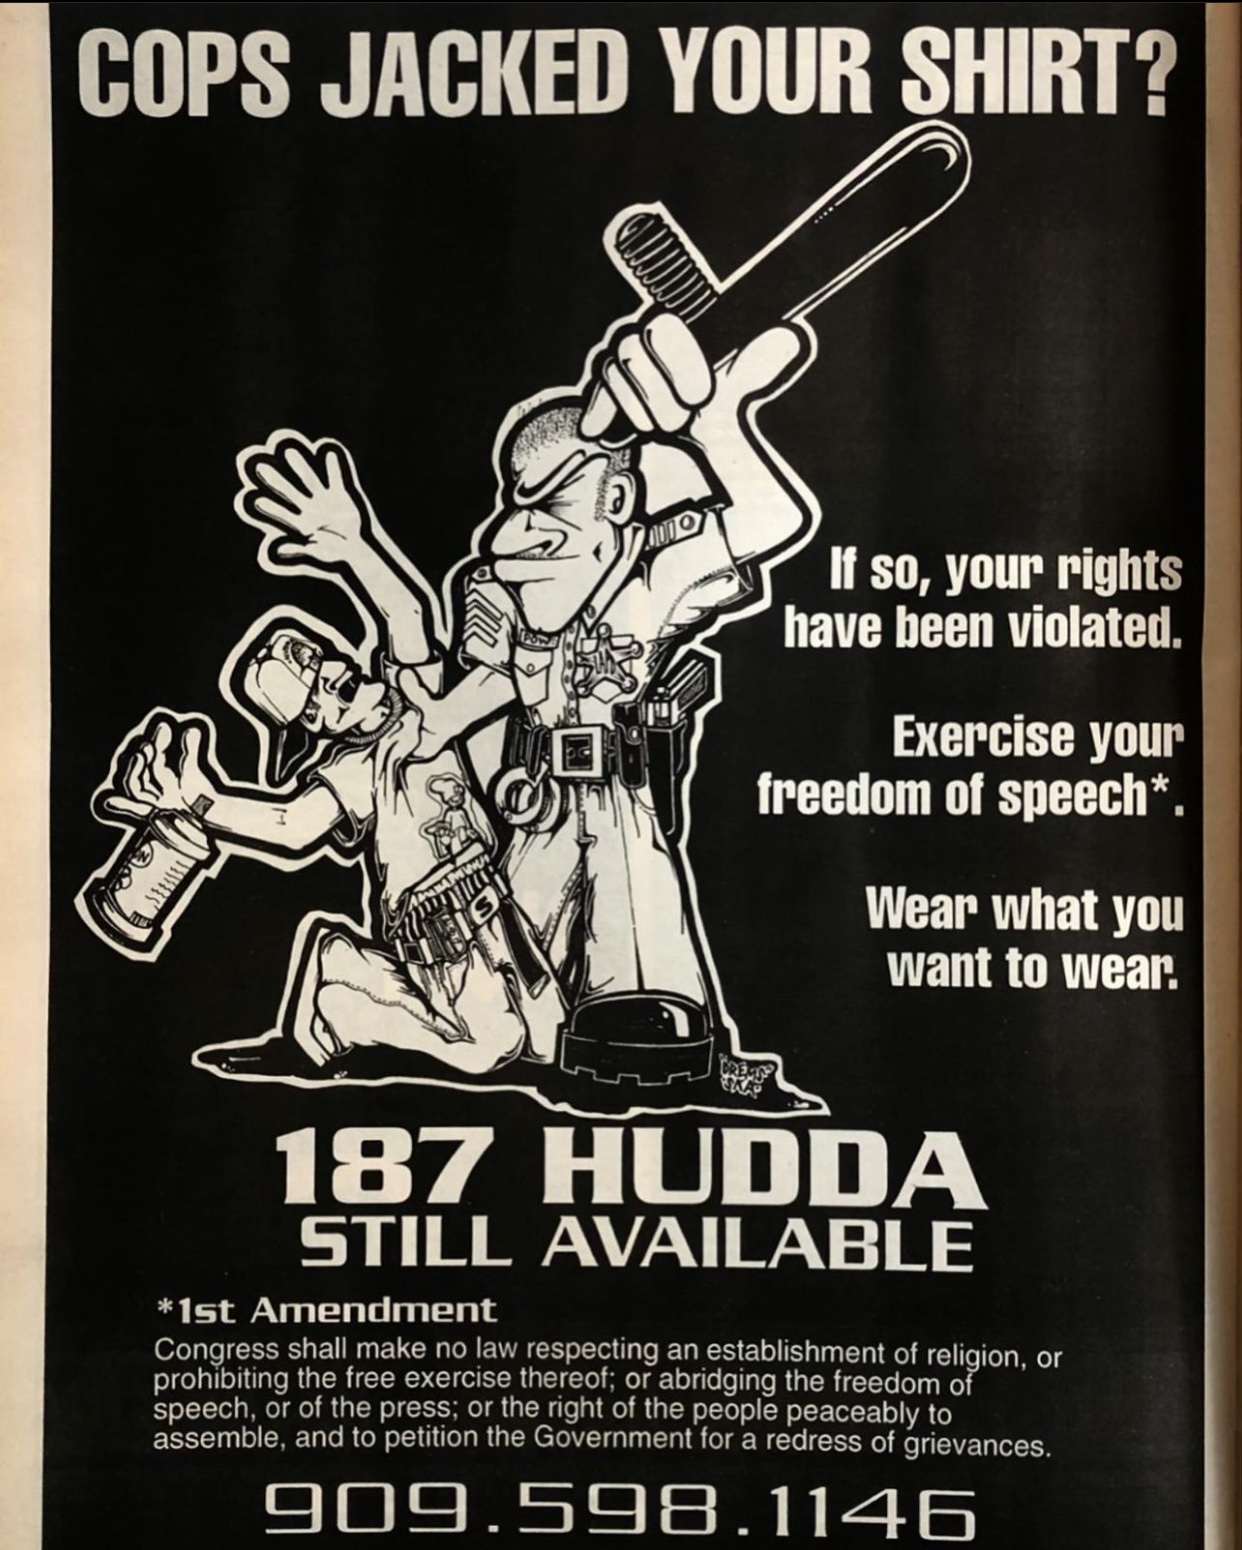 COPS JACKED YOUR SHIRT?
If so, your rights
have been violated.
Exercise your
freedom of speech*.
Wear what you
want to wear.
187 HUDDA
STILL AVAILABLE
*1st Amendment
Congress shall make no law respecting an establishment of religion, or
prohibiting the free exercise thereof; or abridging the freedom of
speech, or of the press; or the right of the people peaceably to
assemble, and to petition the Government for a redress of grievances.
909.598.1146